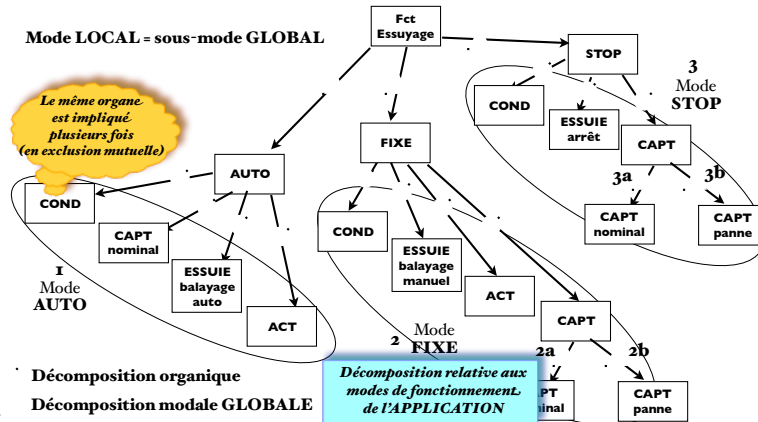 Fct
Essuyage
Mode LOCAL = sous-mode GLOBAL
STOP
3
Mode
STOP
Le même organe
est impliqué
plusieurs fois
(en exclusion mutuelle)
COND
ESSUIE
arrêt
CAPT
FIXE
AUTO
3a
3b
COND
CAPT
nominal
CAPT
panne
COND
CAPT
nominal
ESSUIE
balayage
manuel
1
Mode
AUTO
ESSUIE
balayage
auto
ACT
CAPT
ACT
2
Mode
FIXE
2a
2b
Décomposition organique
Décomposition modale GLOBALE
Décomposition relative aux
modes de fonctionnement
de l'APPLICATION
PT
minal
CAPT
panne